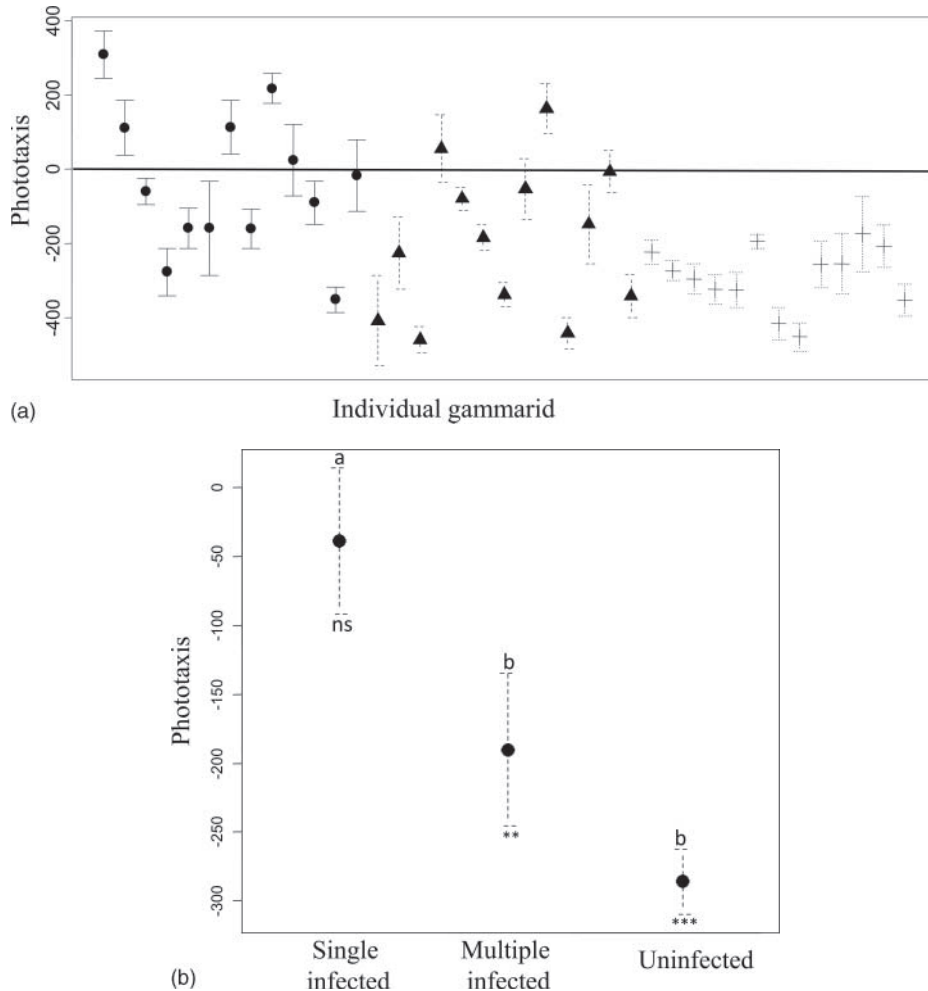 400
200
0
-200
-400
Phototaxis
(a)
Individual gammarid
0
-50
-100
-150
-200
-250
-300
Phototaxis
a
ns
b
**
b
***
Single infected
Multiple infected
Uninfected
(b)